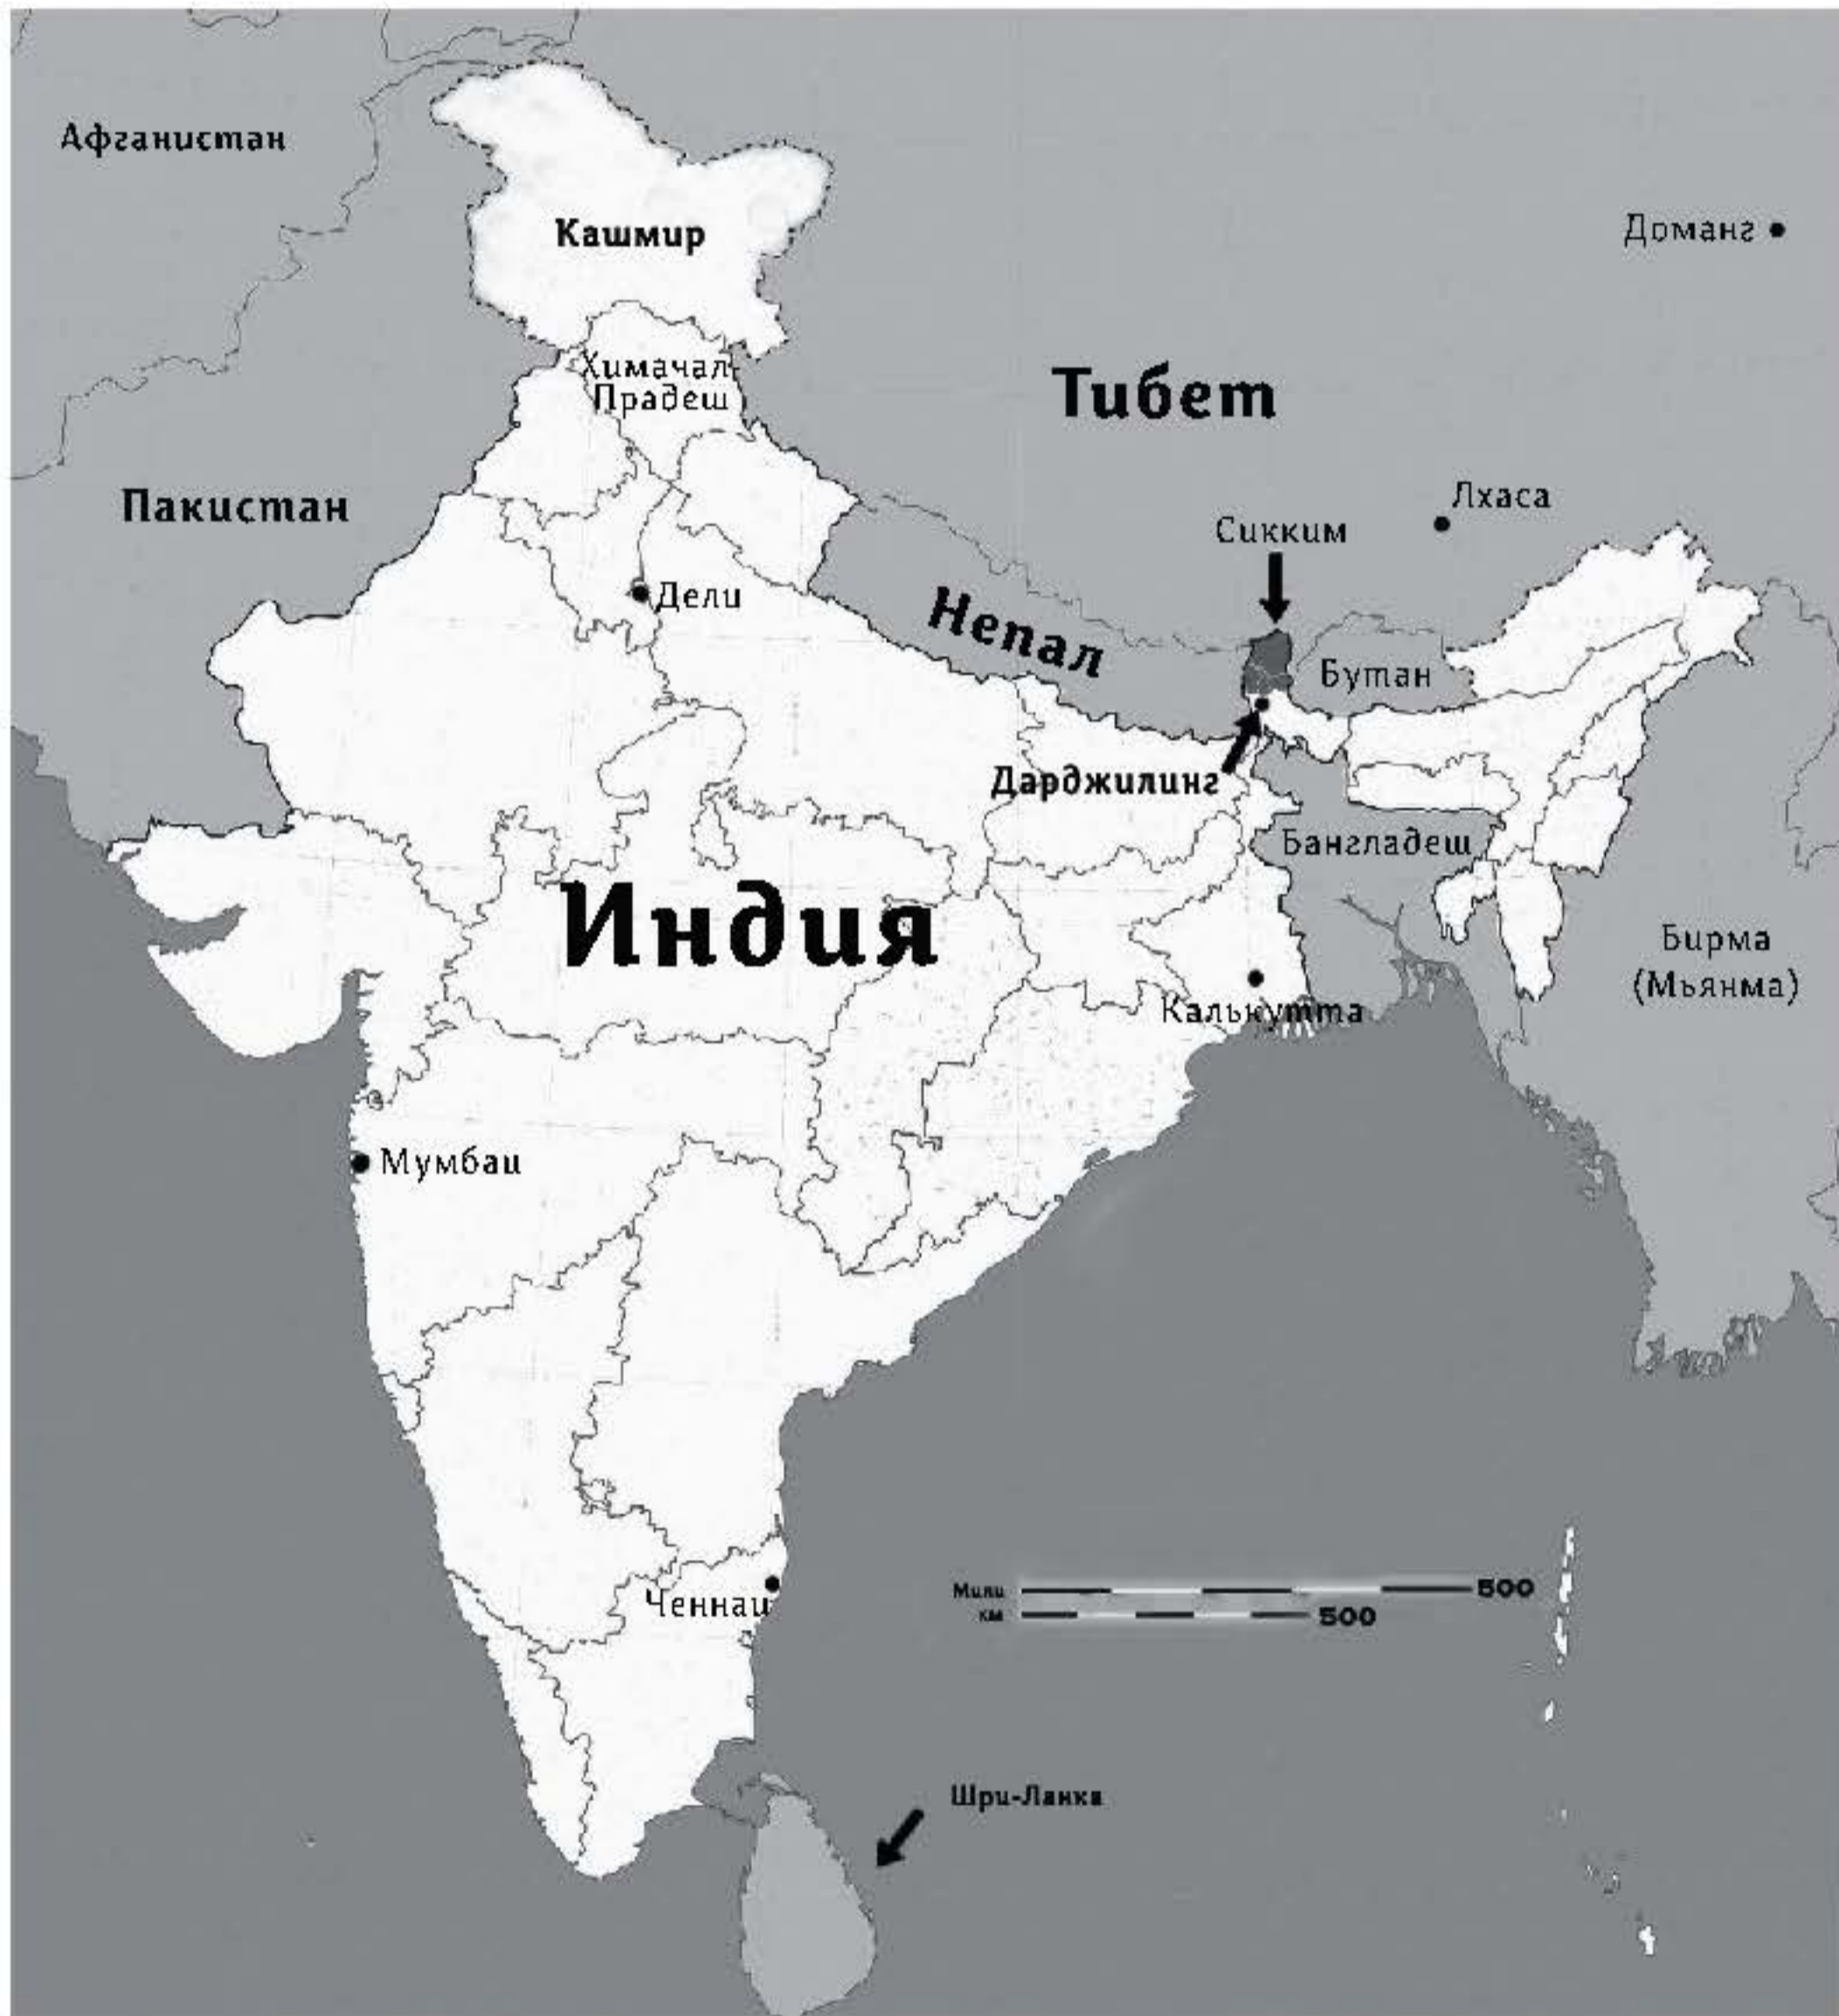 Афганистан
Кашмир
Доманг
Химачал
Прадеш
Тибет
Пакистан
Лхаса
Сикким
Дели
Непал
Бутан
Дарджилинг
Бангладеш
Индия
Бирма
(Мьянма)
Калькутта
Мумбаи
Ченнаи
Мили 500
км 500
Шри-Ланка